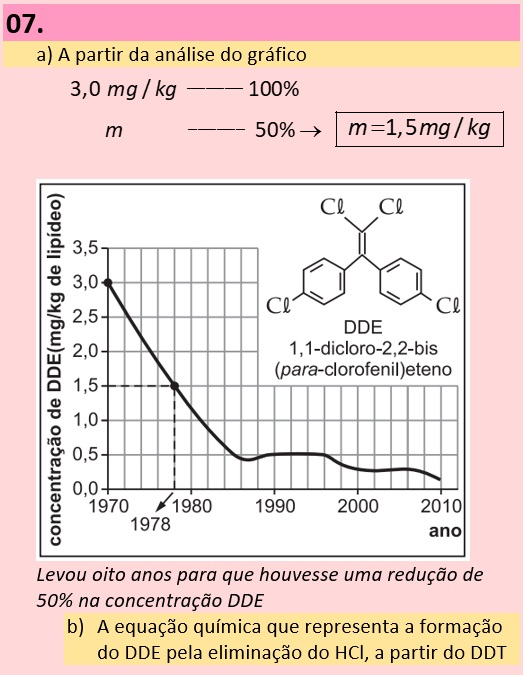 07.
a) A partir da análise do gráfico
3,0 mg / kg ——— 100%
m ———– 50% → m=1,5mg / kg
concentração de DDE(mg/kg de lipídeo)
3,5
3,0
2,5
2,0
1,5
1,0
0,5
0,0
Cℓ Cℓ
Cℓ Cℓ
DDE
1,1-dicloro-2,2-bis
(para-clorofenil)eteno
1970 1980 1990 2000 2010
1978
ano
Levou oito anos para que houvesse uma redução de
50% na concentração DDE
b) A equação química que representa a formação
do DDE pela eliminação do HCl, a partir do DDT